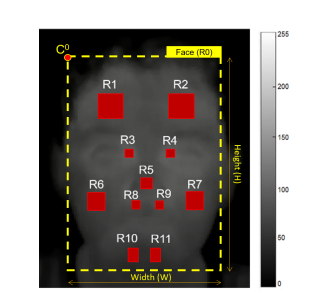 C⁰
Face (R0)
255
R1 R2
200
R3 R4
150
Height (H)
R5
R6 R7
R8 R9
100
50
R10 R11
Width (W)
0